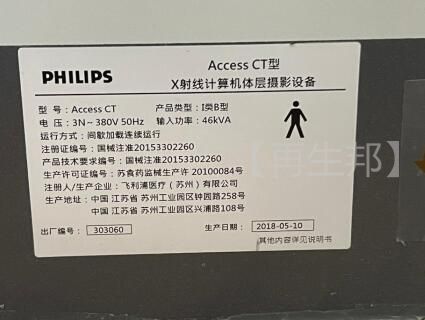 PHILIPS
Access CT型
X射线计算机体层摄影设备
型 号：Access CT 产品类型：I类B型
电 压：3N～380V 50Hz 输入功率：46kVA
运行方式：间歇加载连续运行
注册证编号：国械注准20153302260
产品技术要求编号：国械注准20153302260
生产许可证编号：苏食药监械生产许 20100084号
注册人/生产企业：飞利浦医疗（苏州）有限公司
生产地址：中国 江苏省 苏州工业园区钟园路258号
中国 江苏省 苏州工业园区兴浦路108号
出厂编号：303060 生产日期：2018-05-10
其他内容详见说明书
【再生邦】